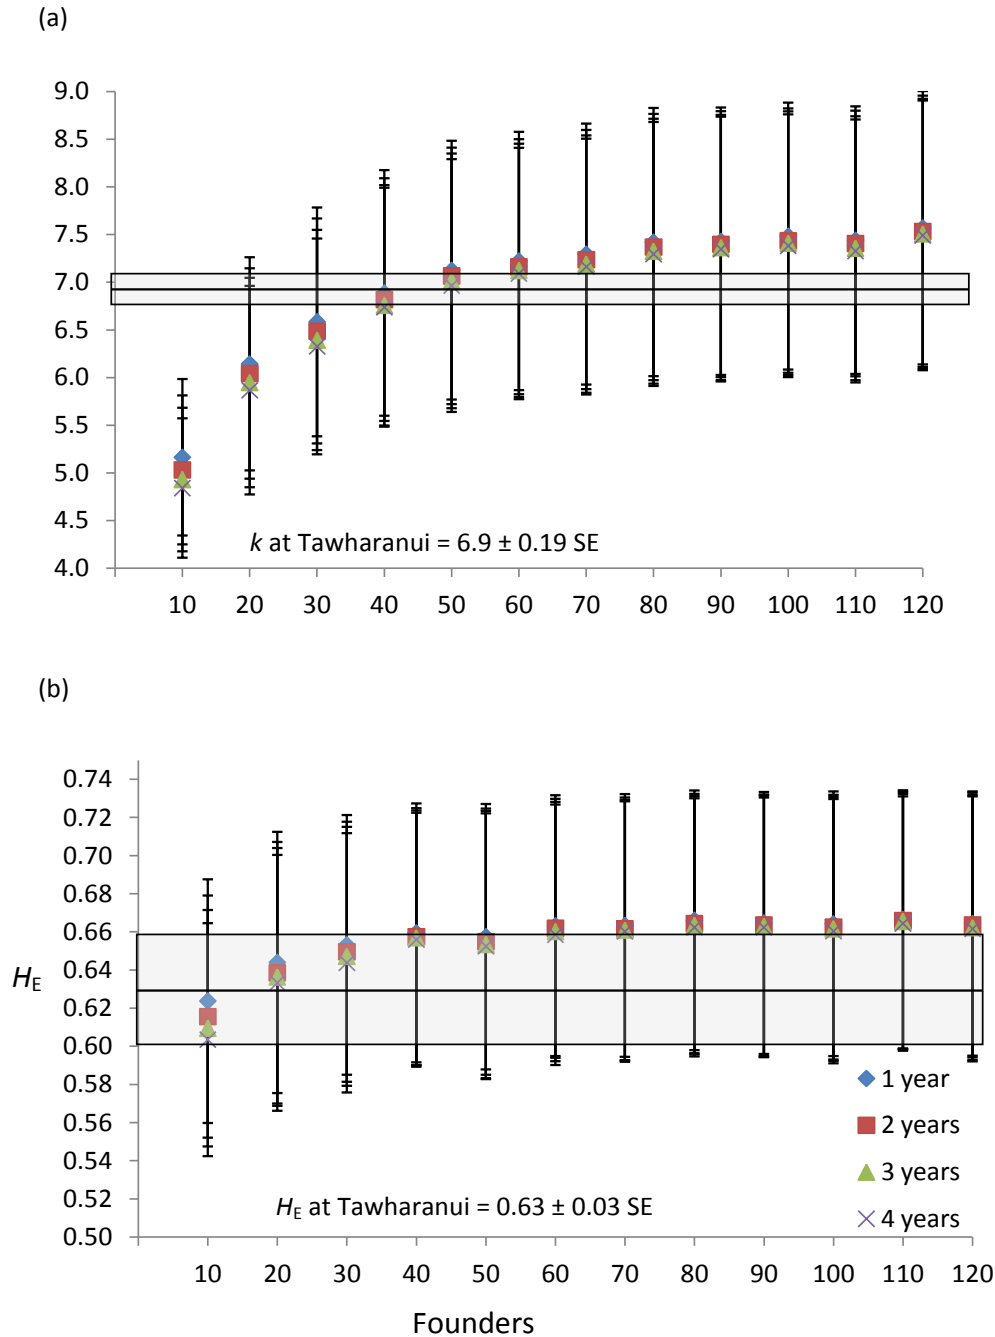 (a)
9.0
8.5
8.0
7.5
7.0
6.5
6.0
5.5
5.0
4.5
4.0
k at Tawharanui = 6.9 ± 0.19 SE
10 20 30 40 50 60 70 80 90 100 110 120
(b)
0.74
0.72
0.70
0.68
0.66
0.64
HE
0.62
0.60
0.58
0.56
0.54
0.52
0.50
1 year
2 years
3 years
4 years
HE at Tawharanui = 0.63 ± 0.03 SE
10 20 30 40 50 60 70 80 90 100 110 120
Founders